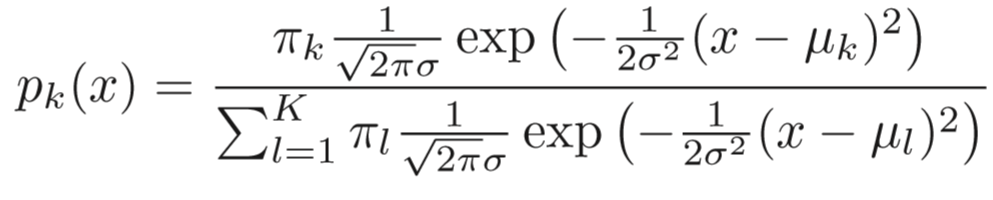 p_k(x) = \frac{\pi_k \frac{1}{\sqrt{2\pi}\sigma} \exp\left(-\frac{1}{2\sigma^2}(x - \mu_k)^2\right)}{\sum_{l=1}^{K} \pi_l \frac{1}{\sqrt{2\pi}\sigma} \exp\left(-\frac{1}{2\sigma^2}(x - \mu_l)^2\right)}